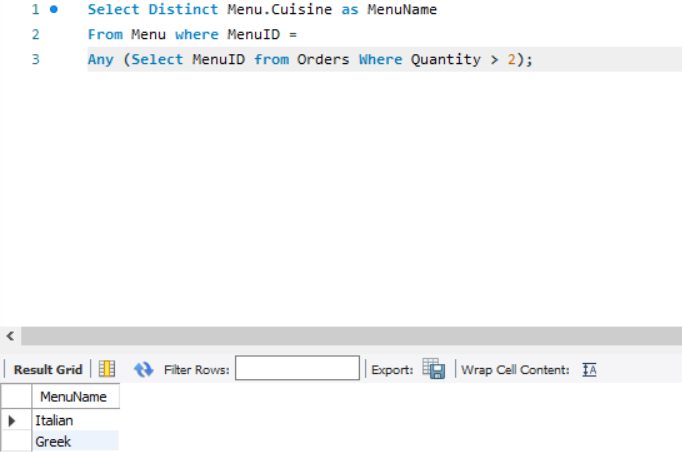 1 Select Distinct Menu.Cuisine as MenuName
2 From Menu where MenuID =
3 Any (Select MenuID from Orders Where Quantity > 2);
Result Grid Filter Rows: Export: Wrap Cell Content: IA
MenuName
Italian
Greek